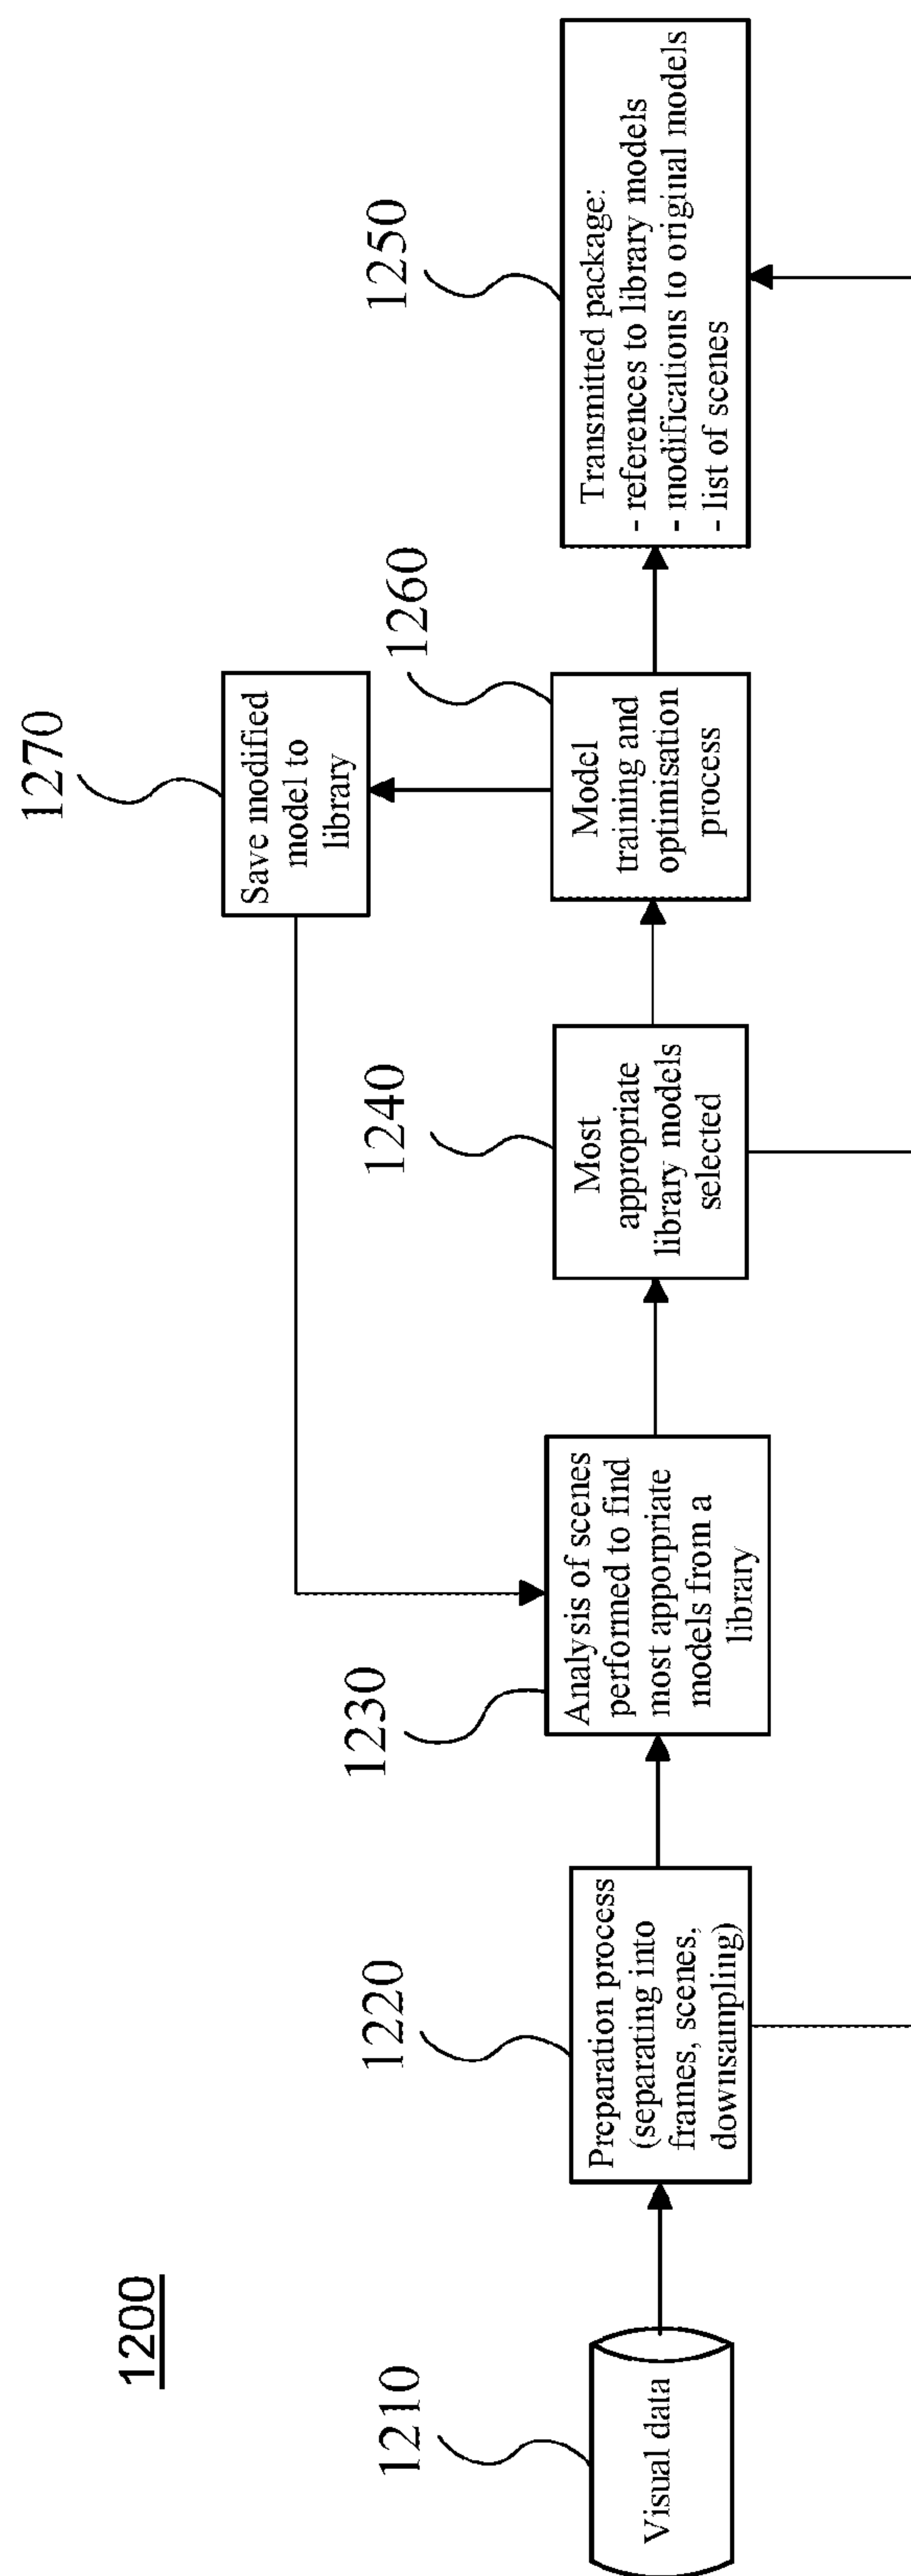 1200
1210
Visual data
1220
Preparation process
(separating into
frames, scenes,
downsampling)
1230
Analysis of scenes
performed to find
most apporpriate
models from a
library
1240
Most
appropriate
library models
selected
1260
Model
training and
optimisation
process
1270
Save modified
model to
library
1250
Transmitted package:
- references to library models
- modifications to original models
- list of scenes